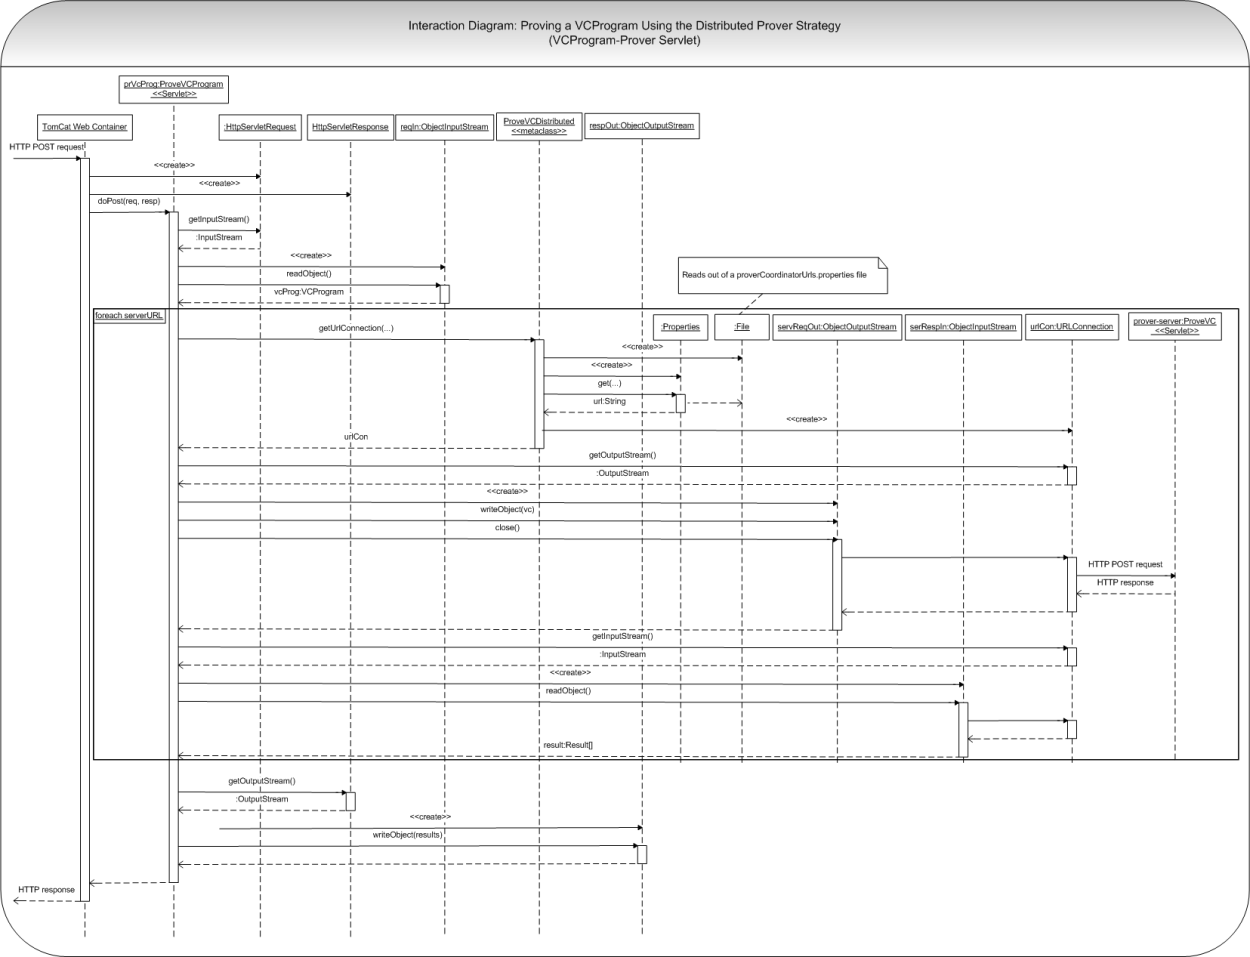 Interaction Diagram: Proving a VCProgram Using the Distributed Prover Strategy
(VCProgram-Prover Servlet)
prVcProg:ProveVCProgram
<<Servlet>>
TomCat Web Container
:HttpServletRequest
HttpServletResponse
reqIn:ObjectInputStream
ProveVCDistributed
<<metaclass>>
respOut:ObjectOutputStream
HTTP POST request
<<create>>
<<create>>
doPost(req, resp)
getInputStream()
:InputStream
<<create>>
readObject()
vcProg:VCProgram
Reads out of a proverCoordinatorUrls.properties file
foreach serverURL
:Properties
:File
servReqOut:ObjectOutputStream
serRespIn:ObjectInputStream
urlCon:URLConnection
prover-server:ProveVC
<<Servlet>>
getUrlConnection(...)
<<create>>
<<create>>
get(...)
url:String
<<create>>
urlCon
getOutputStream()
:OutputStream
<<create>>
writeObject(vc)
close()
HTTP POST request
HTTP response
getInputStream()
:InputStream
<<create>>
readObject()
result:Result[]
getOutputStream()
:OutputStream
<<create>>
writeObject(results)
HTTP response